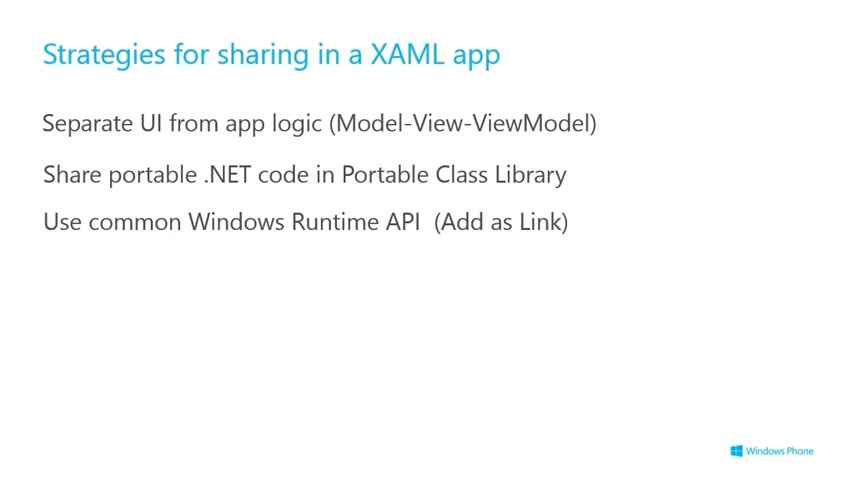 Strategies for sharing in a XAML app
Separate UI from app logic (Model-View-ViewModel)
Share portable .NET code in Portable Class Library
Use common Windows Runtime API  (Add as Link)
Windows Phone